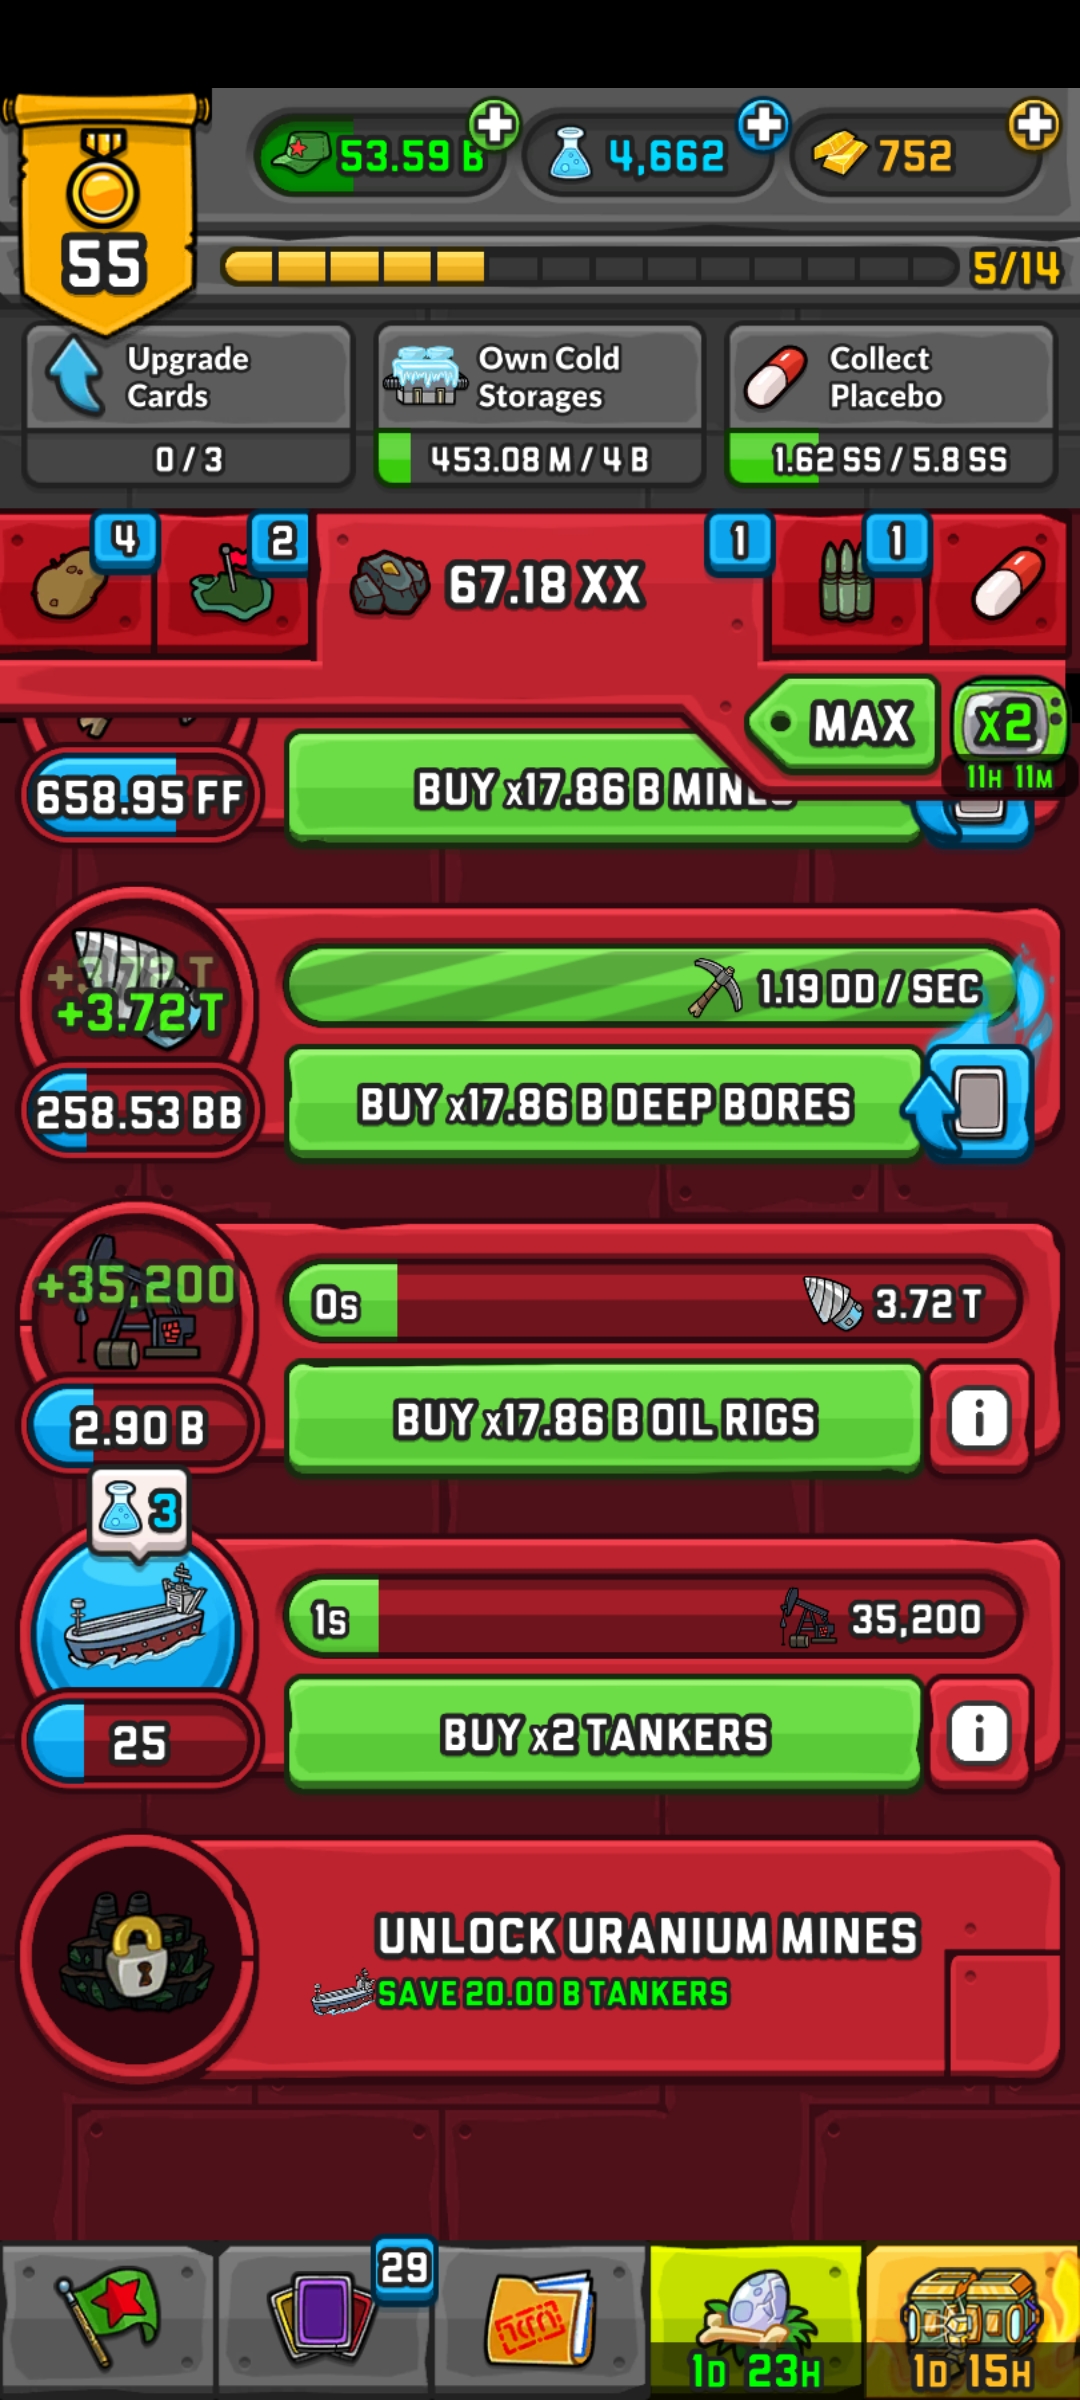 53.59 B
4,662
752
55
5/14
Upgrade
Cards
0 / 3
Own Cold
Storages
453.08 M / 4 B
Collect
Placebo
1.62 SS / 5.8 SS
4
2
67.18 XX
1
1
MAX
x2
11H 11M
658.95 FF
BUY x17.86 B MINES
+3.72 T
+3.72 T
1.19 DD / SEC
258.53 BB
BUY x17.86 B DEEP BORES
+35,200
0s
3.72 T
2.90 B
BUY x17.86 B OIL RIGS
i
3
1s
35,200
25
BUY x2 TANKERS
i
UNLOCK URANIUM MINES
SAVE 20.00 B TANKERS
29
1D 23H
1D 15H